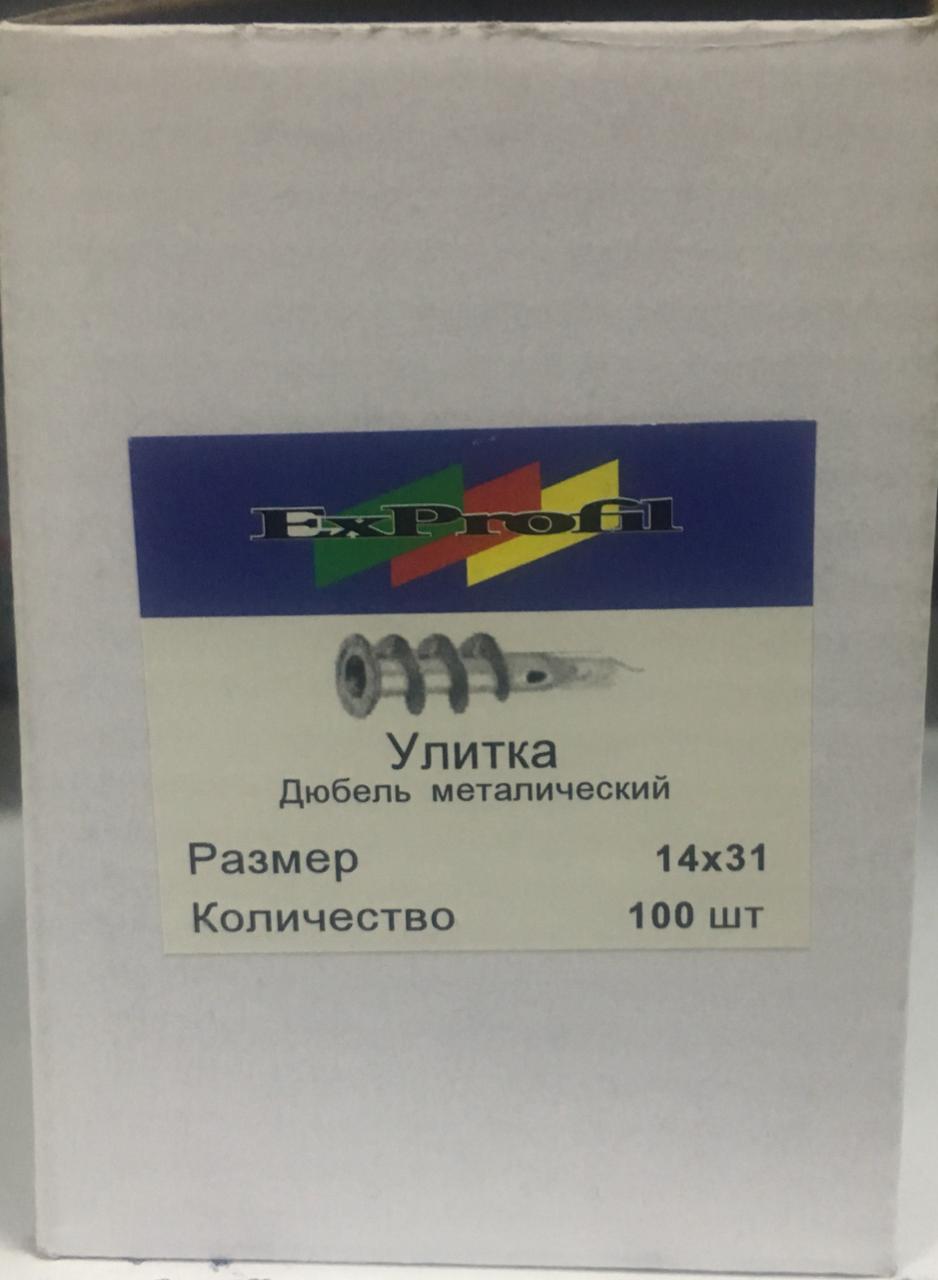 ExProfil
Улитка
Дюбель металический
Размер 14x31
Количество 100 шт